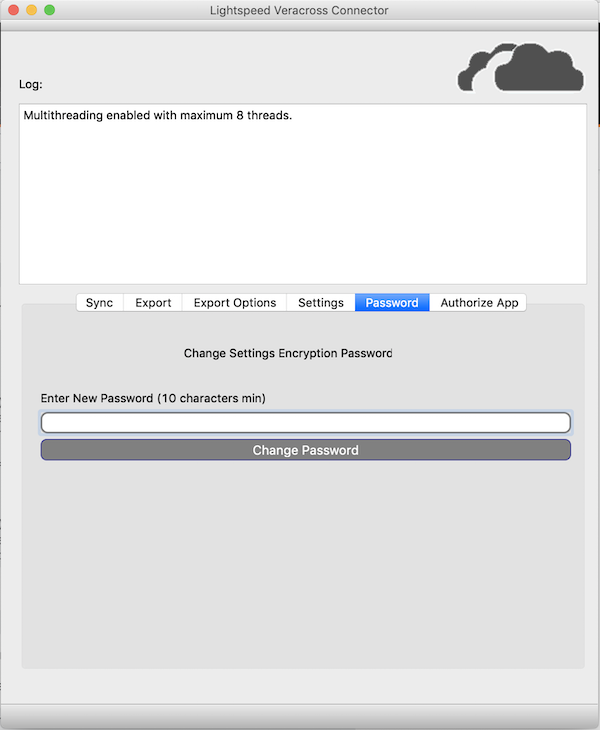 Lightspeed Veracross Connector
Log:
Multithreading enabled with maximum 8 threads.
Sync Export Export Options Settings Password Authorize App
Change Settings Encryption Password
Enter New Password (10 characters min)
Change Password